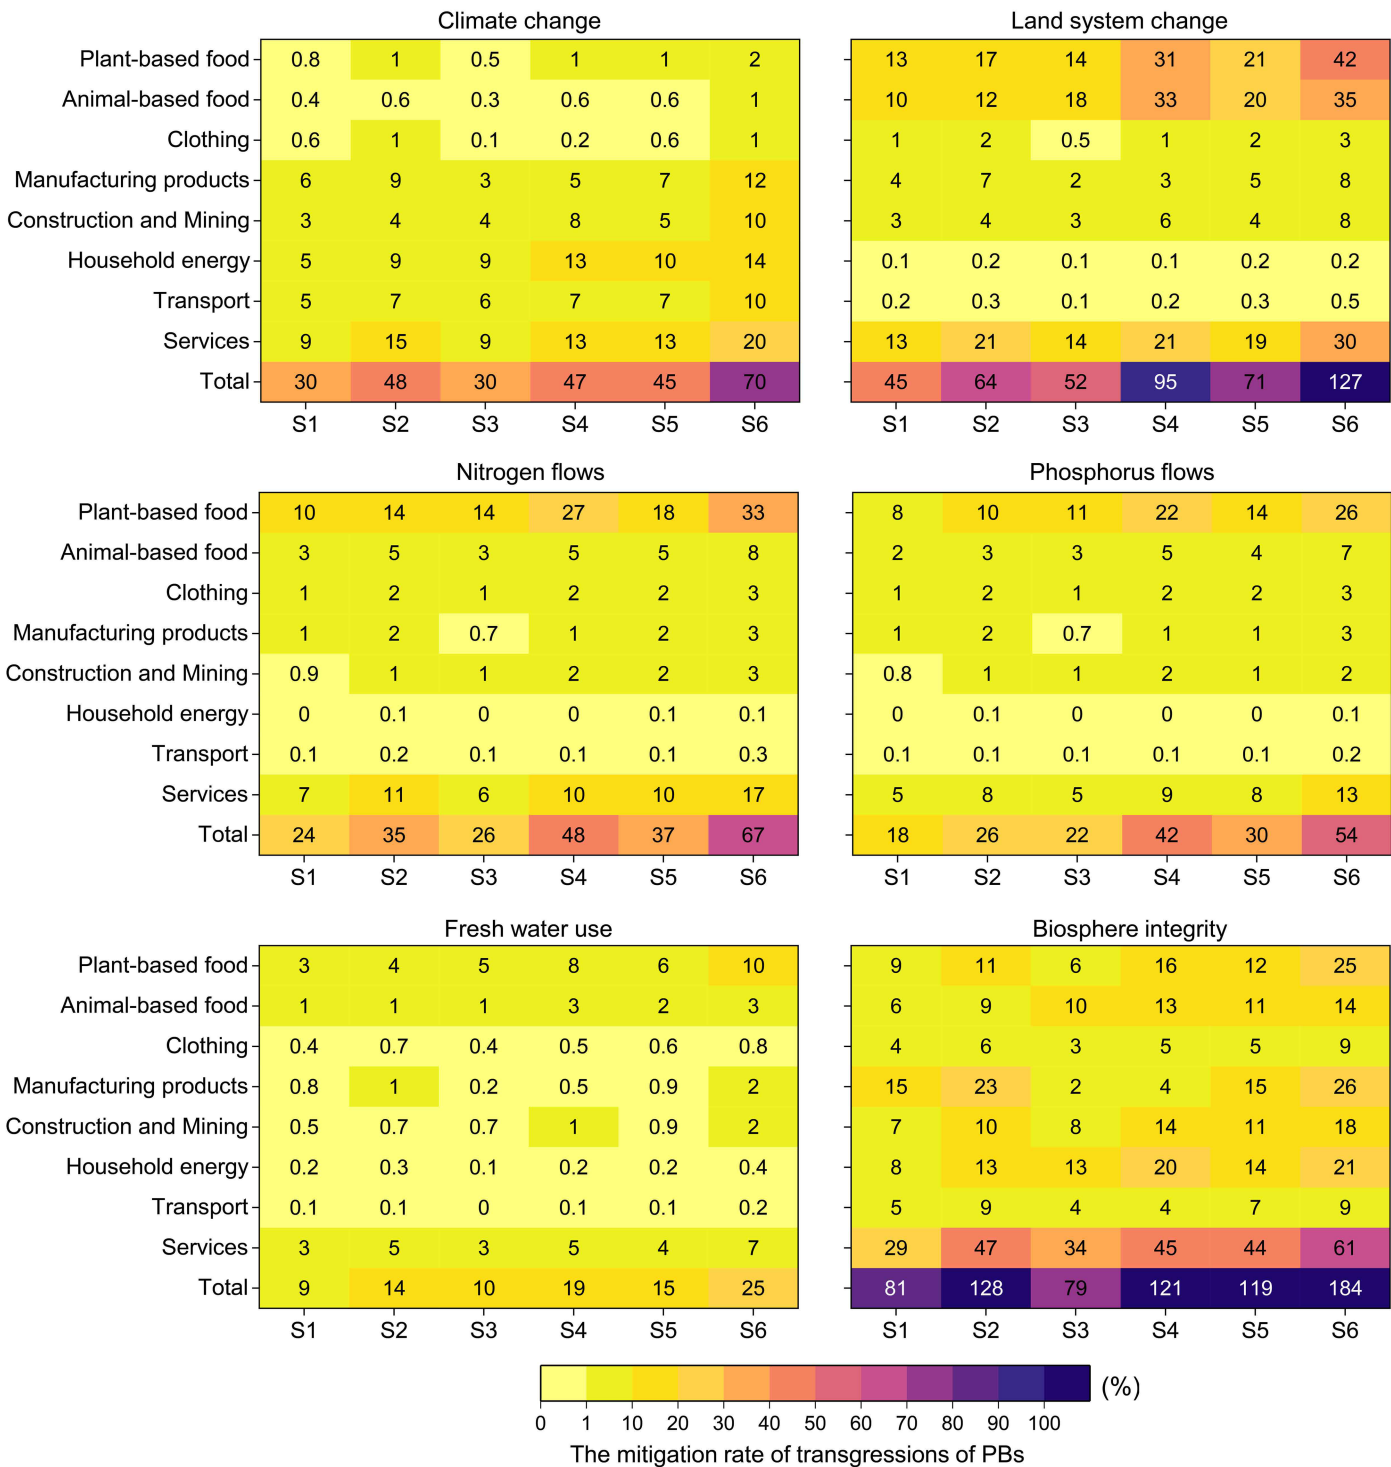 Climate change
Plant-based food 0.8 1 0.5 1 1 2
Animal-based food 0.4 0.6 0.3 0.6 0.6 1
Clothing 0.6 1 0.1 0.2 0.6 1
Manufacturing products 6 9 3 5 7 12
Construction and Mining 3 4 4 8 5 10
Household energy 5 9 9 13 10 14
Transport 5 7 6 7 7 10
Services 9 15 9 13 13 20
Total 30 48 30 47 45 70
S1 S2 S3 S4 S5 S6
Land system change
13 17 14 31 21 42
10 12 18 33 20 35
1 2 0.5 1 2 3
4 7 2 3 5 8
3 4 3 6 4 8
0.1 0.2 0.1 0.1 0.2 0.2
0.2 0.3 0.1 0.2 0.3 0.5
13 21 14 21 19 30
45 64 52 95 71 127
S1 S2 S3 S4 S5 S6
Nitrogen flows
Plant-based food 10 14 14 27 18 33
Animal-based food 3 5 3 5 5 8
Clothing 1 2 1 2 2 3
Manufacturing products 1 2 0.7 1 2 3
Construction and Mining 0.9 1 1 2 2 3
Household energy 0 0.1 0 0 0.1 0.1
Transport 0.1 0.2 0.1 0.1 0.1 0.3
Services 7 11 6 10 10 17
Total 24 35 26 48 37 67
S1 S2 S3 S4 S5 S6
Phosphorus flows
8 10 11 22 14 26
2 3 3 5 4 7
1 2 1 2 2 3
1 2 0.7 1 1 3
0.8 1 1 2 1 2
0 0.1 0 0 0 0.1
0.1 0.1 0.1 0.1 0.1 0.2
5 8 5 9 8 13
18 26 22 42 30 54
S1 S2 S3 S4 S5 S6
Fresh water use
Plant-based food 3 4 5 8 6 10
Animal-based food 1 1 1 3 2 3
Clothing 0.4 0.7 0.4 0.5 0.6 0.8
Manufacturing products 0.8 1 0.2 0.5 0.9 2
Construction and Mining 0.5 0.7 0.7 1 0.9 2
Household energy 0.2 0.3 0.1 0.2 0.2 0.4
Transport 0.1 0.1 0 0.1 0.1 0.2
Services 3 5 3 5 4 7
Total 9 14 10 19 15 25
S1 S2 S3 S4 S5 S6
Biosphere integrity
9 11 6 16 12 25
6 9 10 13 11 14
4 6 3 5 5 9
15 23 2 4 15 26
7 10 8 14 11 18
8 13 13 20 14 21
5 9 4 4 7 9
29 47 34 45 44 61
81 128 79 121 119 184
S1 S2 S3 S4 S5 S6
(%)
0 1 10 20 30 40 50 60 70 80 90 100
The mitigation rate of transgressions of PBs